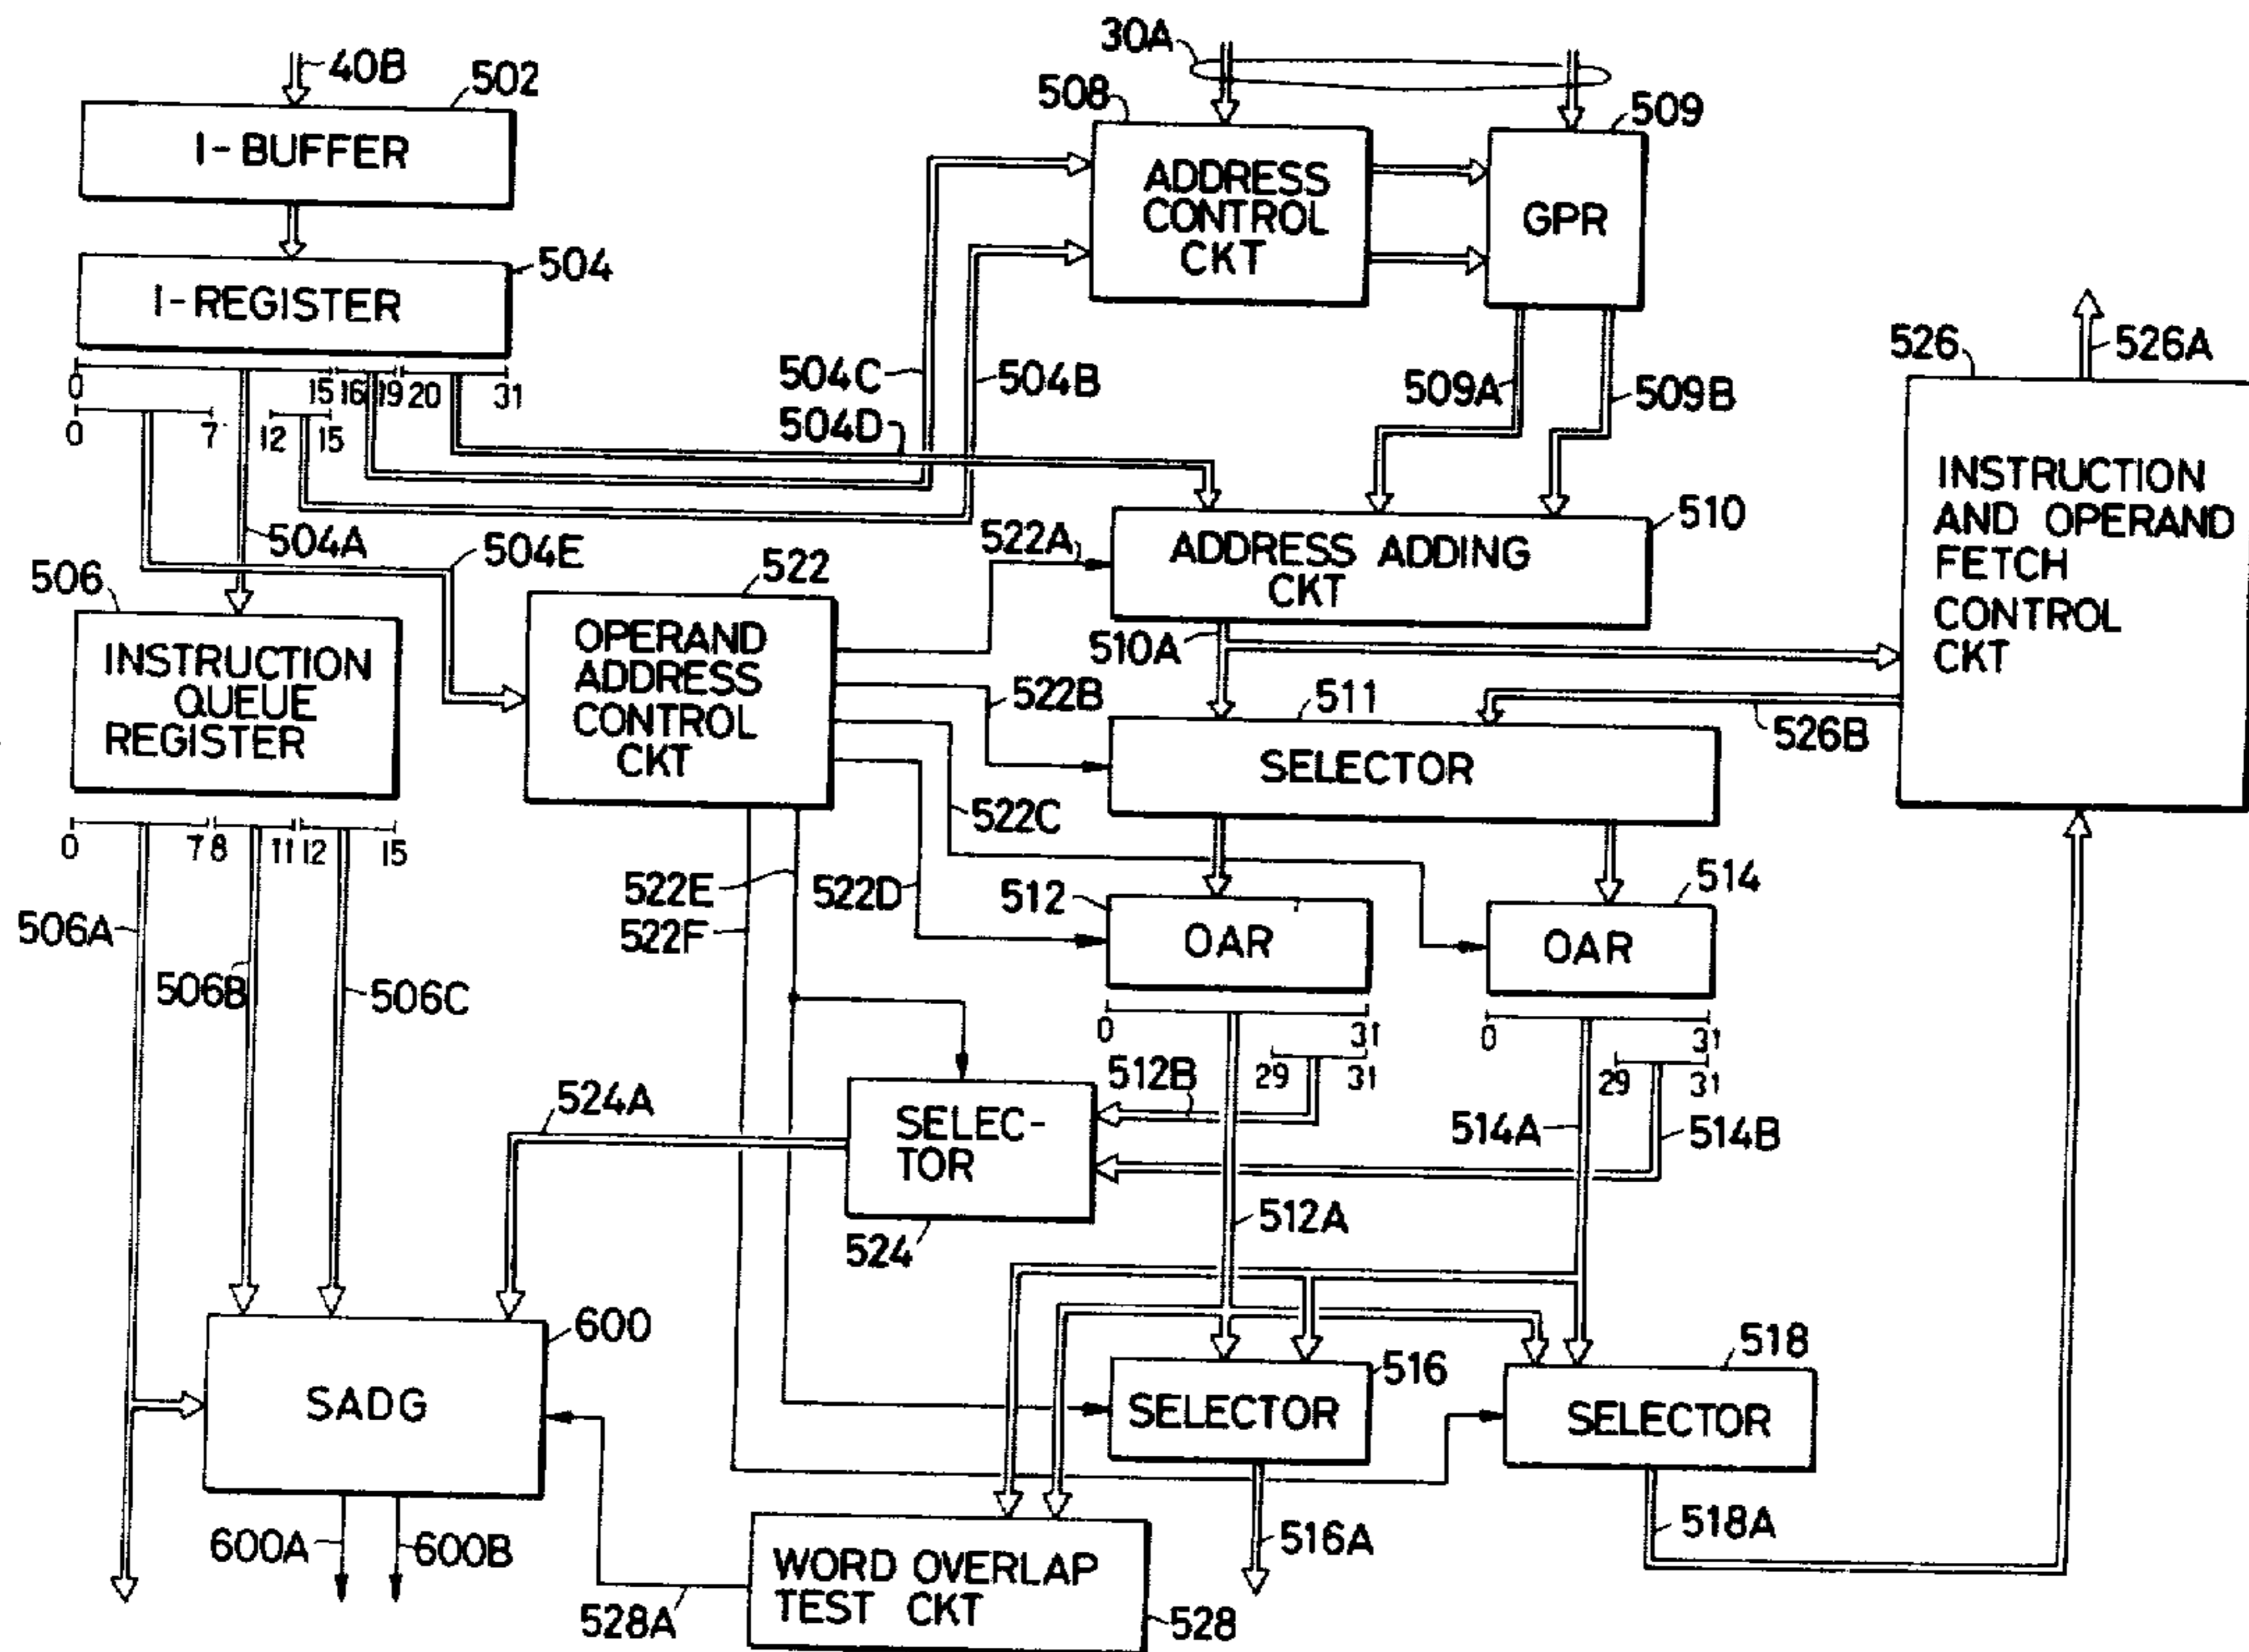 40B
502
I-BUFFER
504
I-REGISTER
0
15
16
19
20
31
0
7
12
15
30A
508
ADDRESS
CONTROL
CKT
509
GPR
504C
504B
504D
509A
509B
526
526A
INSTRUCTION
AND OPERAND
FETCH
CONTROL
CKT
504A
504E
506
INSTRUCTION
QUEUE
REGISTER
522
OPERAND
ADDRESS
CONTROL
CKT
522A
510
ADDRESS ADDING
CKT
510A
522B
511
526B
SELECTOR
522C
0
7
8
11
12
15
506A
506B
506C
522E
522F
522D
512
OAR
514
OAR
0
31
29
31
0
31
29
31
524A
512B
514A
514B
SELEC-
TOR
524
512A
600
SADG
516
SELECTOR
518
SELECTOR
600A
600B
528A
WORD OVERLAP
TEST CKT
528
516A
518A